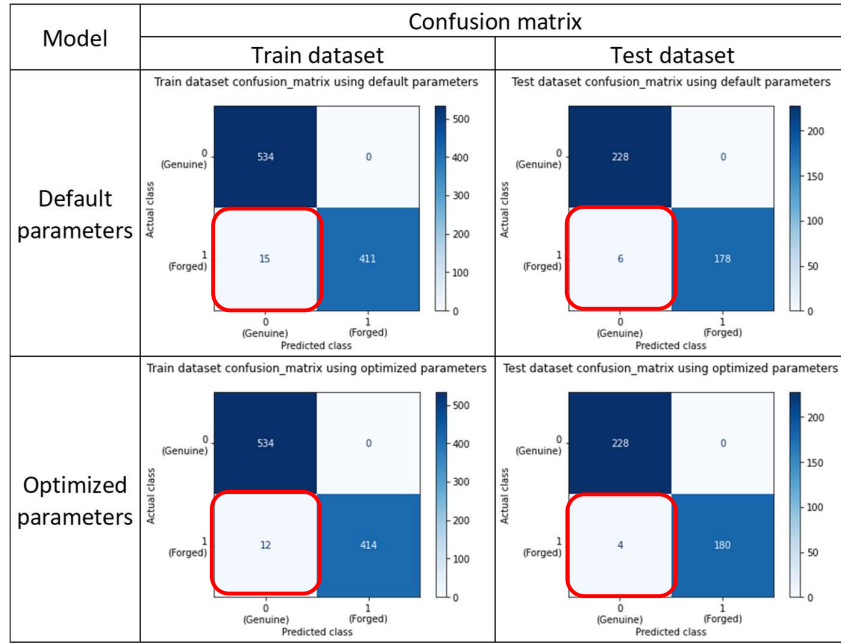 Model
Confusion matrix
Train dataset
Test dataset
Default
parameters
Train dataset confusion_matrix using default parameters
0
(Genuine)
1
(Forged)
Actual class
534
0
15
411
0
(Genuine)
1
(Forged)
Predicted class
500
400
300
200
100
0
Test dataset confusion_matrix using default parameters
0
(Genuine)
1
(Forged)
Actual class
228
0
6
178
0
(Genuine)
1
(Forged)
Predicted class
200
150
100
50
0
Optimized
parameters
Train dataset confusion_matrix using optimized parameters
0
(Genuine)
1
(Forged)
Actual class
534
0
12
414
0
(Genuine)
1
(Forged)
Predicted class
500
400
300
200
100
0
Test dataset confusion_matrix using optimized parameters
0
(Genuine)
1
(Forged)
Actual class
228
0
4
180
0
(Genuine)
1
(Forged)
Predicted class
200
150
100
50
0